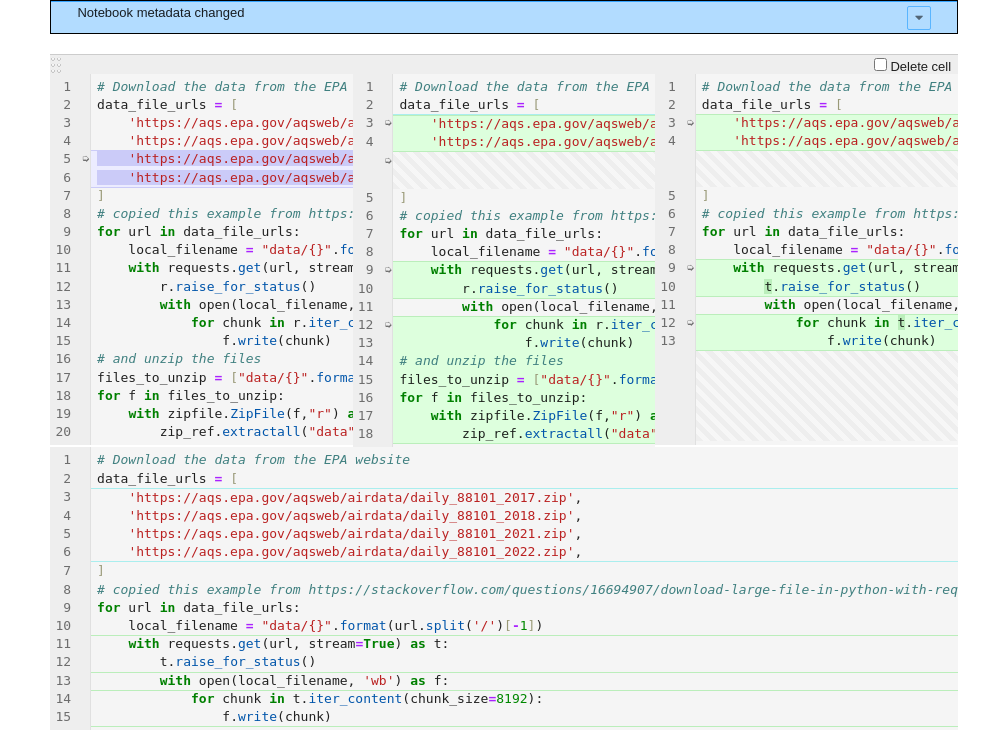 Notebook metadata changed
Delete cell
1 # Download the data from the EPA
2 data_file_urls = [
3 'https://aqs.epa.gov/aqsweb/a
4 'https://aqs.epa.gov/aqsweb/a
5 'https://aqs.epa.gov/aqsweb/a
6 'https://aqs.epa.gov/aqsweb/a
7 ]
8 # copied this example from https:
9 for url in data_file_urls:
10 local_filename = "data/{}".fo
11 with requests.get(url, stream
12 r.raise_for_status()
13 with open(local_filename,
14 for chunk in r.iter_c
15 f.write(chunk)
16 # and unzip the files
17 files_to_unzip = ["data/{}".forma
18 for f in files_to_unzip:
19 with zipfile.ZipFile(f,"r") a
20 zip_ref.extractall("data"
1 # Download the data from the EPA
2 data_file_urls = [
3 'https://aqs.epa.gov/aqsweb/a
4 'https://aqs.epa.gov/aqsweb/a
5 ]
6 # copied this example from https:
7 for url in data_file_urls:
8 local_filename = "data/{}".fo
9 with requests.get(url, stream
10 r.raise_for_status()
11 with open(local_filename,
12 for chunk in r.iter_c
13 f.write(chunk)
14 # and unzip the files
15 files_to_unzip = ["data/{}".forma
16 for f in files_to_unzip:
17 with zipfile.ZipFile(f,"r") a
18 zip_ref.extractall("data"
1 # Download the data from the EPA
2 data_file_urls = [
3 'https://aqs.epa.gov/aqsweb/a
4 'https://aqs.epa.gov/aqsweb/a
5 ]
6 # copied this example from https:
7 for url in data_file_urls:
8 local_filename = "data/{}".fo
9 with requests.get(url, stream
10 t.raise_for_status()
11 with open(local_filename,
12 for chunk in t.iter_c
13 f.write(chunk)
1 # Download the data from the EPA website
2 data_file_urls = [
3 'https://aqs.epa.gov/aqsweb/airdata/daily_88101_2017.zip',
4 'https://aqs.epa.gov/aqsweb/airdata/daily_88101_2018.zip',
5 'https://aqs.epa.gov/aqsweb/airdata/daily_88101_2021.zip',
6 'https://aqs.epa.gov/aqsweb/airdata/daily_88101_2022.zip',
7 ]
8 # copied this example from https://stackoverflow.com/questions/16694907/download-large-file-in-python-with-req
9 for url in data_file_urls:
10 local_filename = "data/{}".format(url.split('/')[-1])
11 with requests.get(url, stream=True) as t:
12 t.raise_for_status()
13 with open(local_filename, 'wb') as f:
14 for chunk in t.iter_content(chunk_size=8192):
15 f.write(chunk)